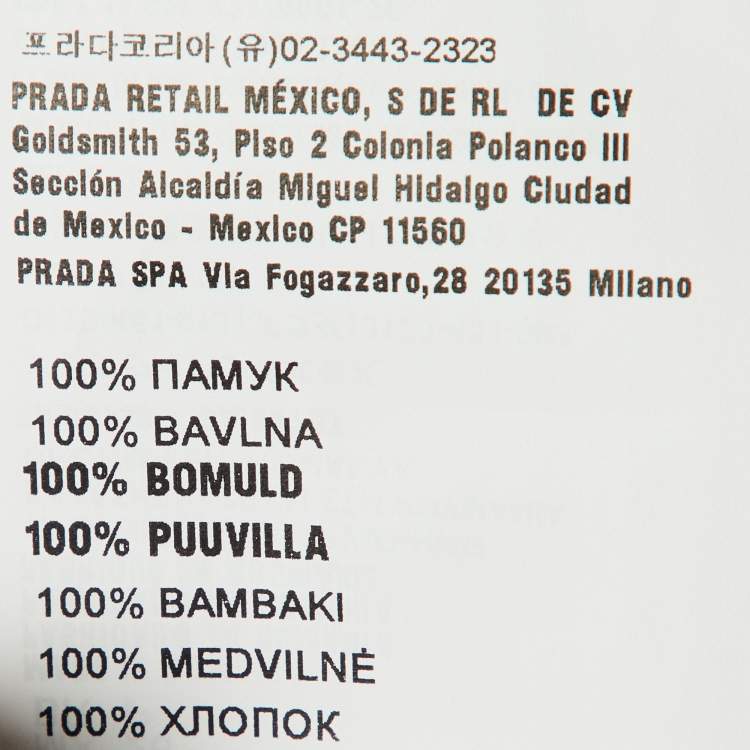 프라다코리아(유)02-3443-2323
PRADA RETAIL MÉXICO, S DE RL DE CV
Goldsmith 53, Piso 2 Colonia Polanco III
Sección Alcaldía Miguel Hidalgo Ciudad
de Mexico - Mexico CP 11560
PRADA SPA Via Fogazzaro,28 20135 Milano
100% ПАМУК
100% BAVLNA
100% BOMULD
100% PUUVILLA
100% BAMBAKI
100% MEDVILNĖ
100% ХЛОПОК